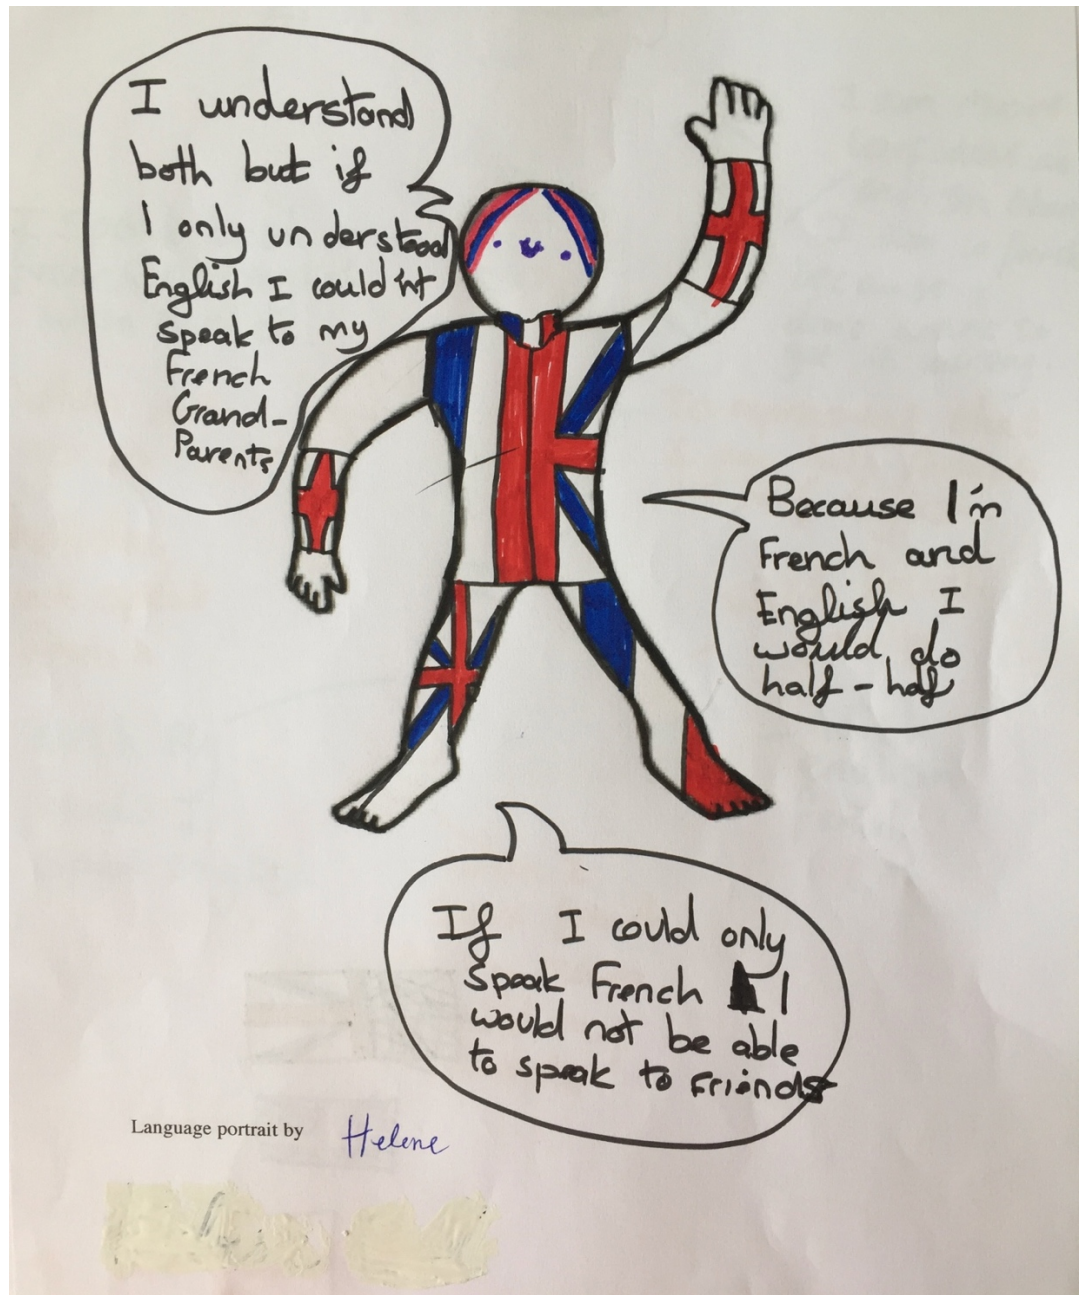 I understand
both but if
I only understood
English I could'nt
speak to my
French
Grand-
Parents
Because I'm
French and
English I
would do
half - half
If I could only
Speak French I
would not be able
to speak to Friends
Language portrait by
Helene